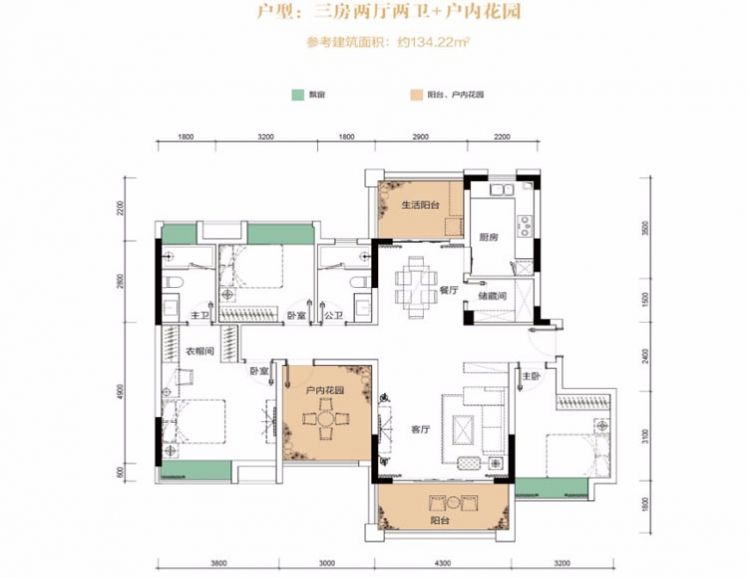 户型：三房两厅两卫+户内花园
参考建筑面积：约134.22m²
飘窗
阳台、户内花园
1800 3200 1800 2900 2200
2200
2800
4900
600
3500
1500
2400
3100
1800
生活阳台
厨房
餐厅
储藏间
主卫
卧室
公卫
衣帽间
卧室
户内花园
主卧
客厅
阳台
3800 3000 4300 3200